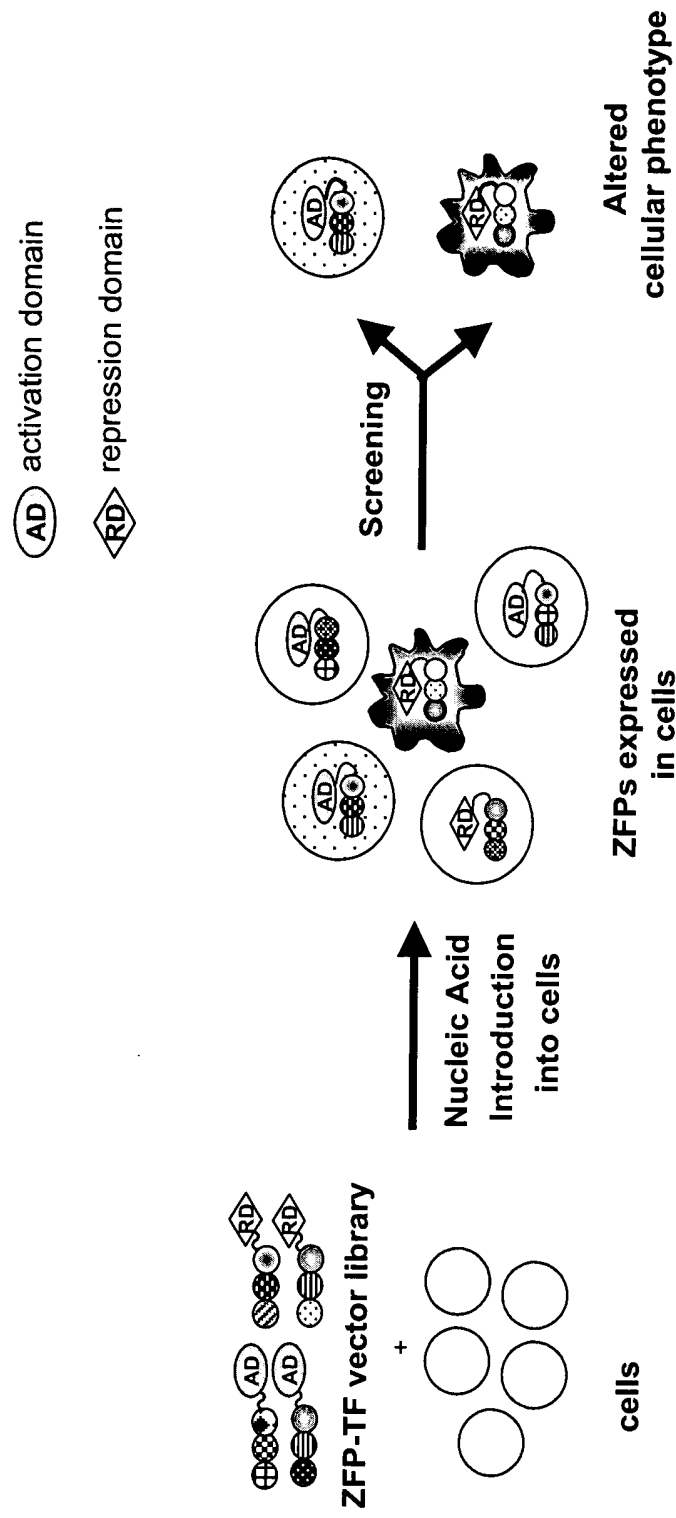 AD activation domain
RD repression domain
AD
AD
RD
RD
ZFP-TF vector library
+
cells
Nucleic Acid
Introduction
into cells
AD
AD
RD
RD
AD
ZFPs expressed
in cells
Screening
AD
RD
Altered
cellular phenotype